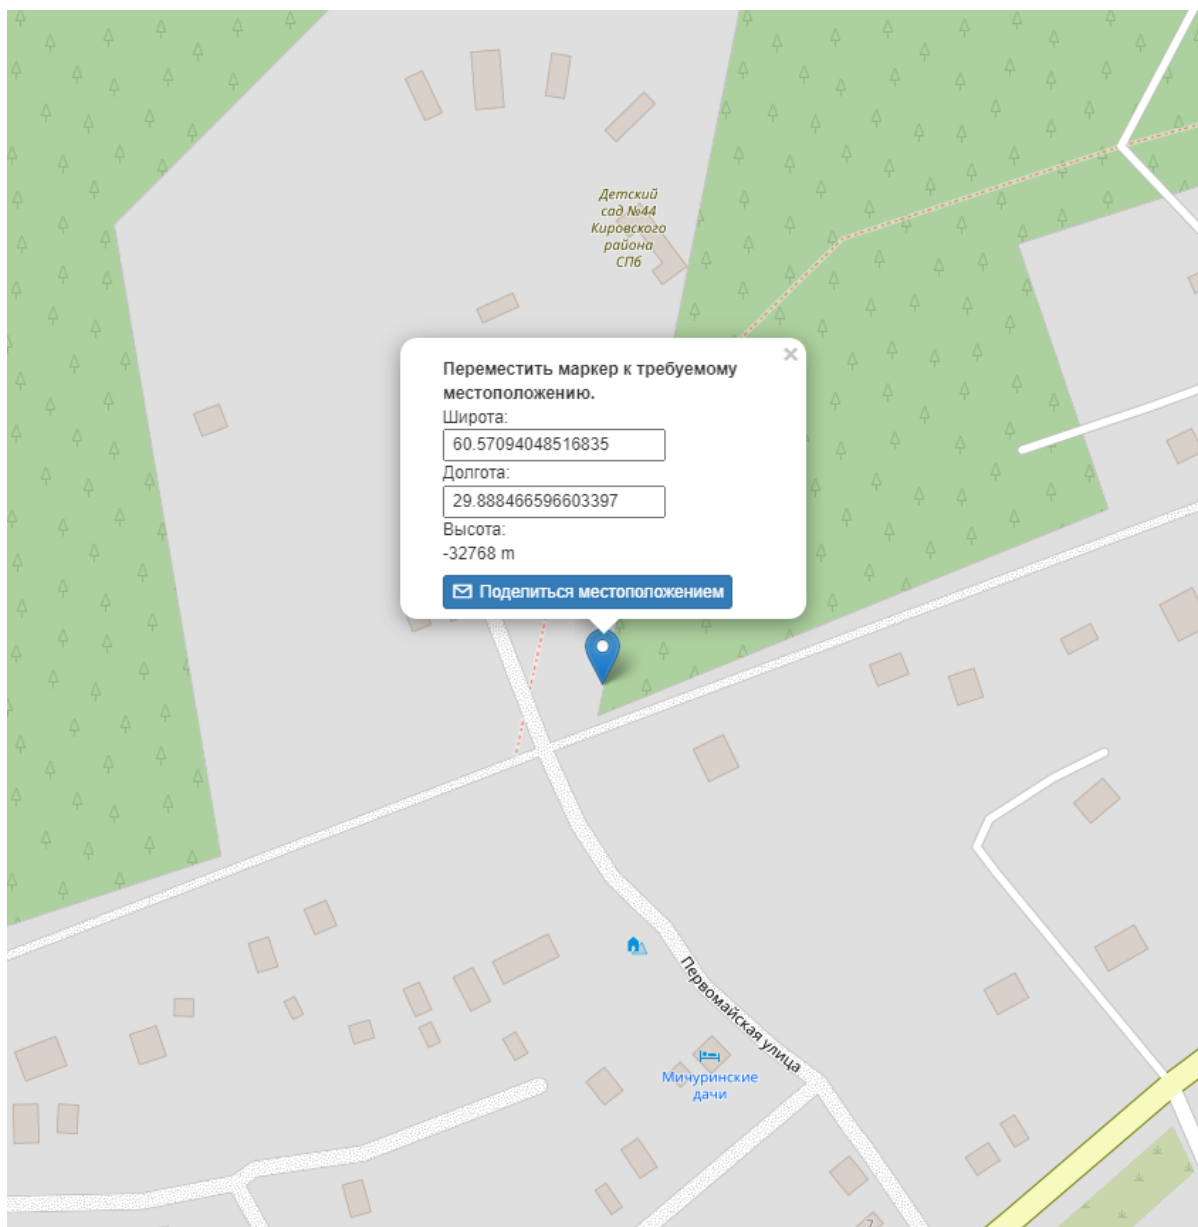 Детский
сад №44
Кировского
района
СПб
Переместить маркер к требуемому
местоположению.
Широта:
60.57094048516835
Долгота:
29.888466596603397
Высота:
-32768 m
Поделиться местоположением
Первомайская улица
Мичуринские
дачи
7